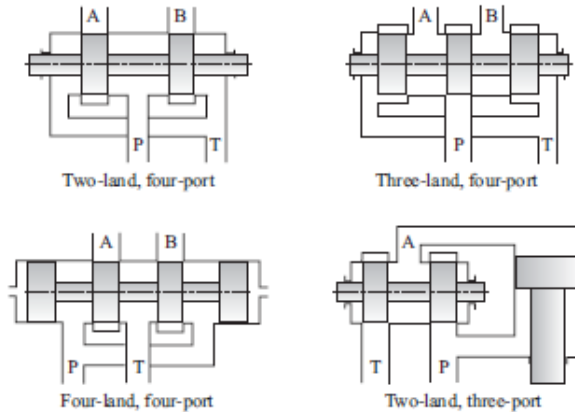 A B
P T
Two-land, four-port
A B
P T
Three-land, four-port
A B
P T
Four-land, four-port
A
T P
Two-land, three-port